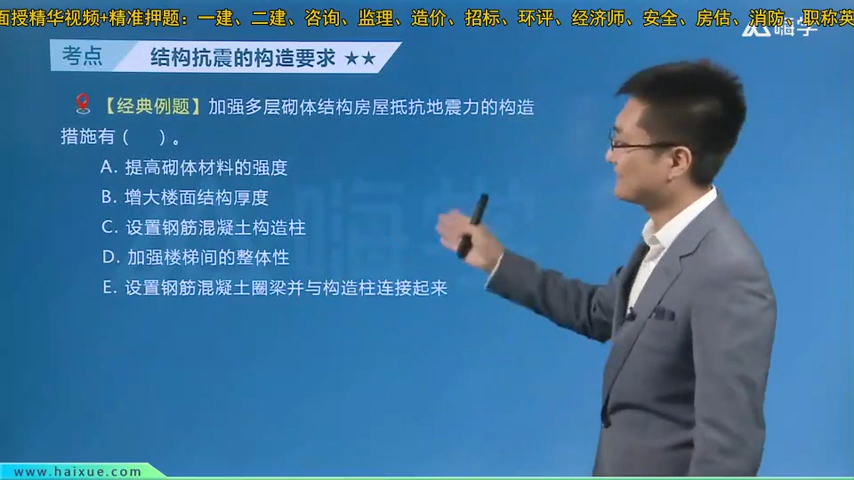 面授精华视频+精准押题：一建、二建、咨询、监理、造价、招标、环评、经济师、安全、房估、消防、职称英
嗨学
考点 结构抗震的构造要求 ★★
【经典例题】加强多层砌体结构房屋抵抗地震力的构造
措施有（ ）。
A. 提高砌体材料的强度
B. 增大楼面结构厚度
C. 设置钢筋混凝土构造柱
D. 加强楼梯间的整体性
E. 设置钢筋混凝土圈梁并与构造柱连接起来
嗨学
www.haixue.com